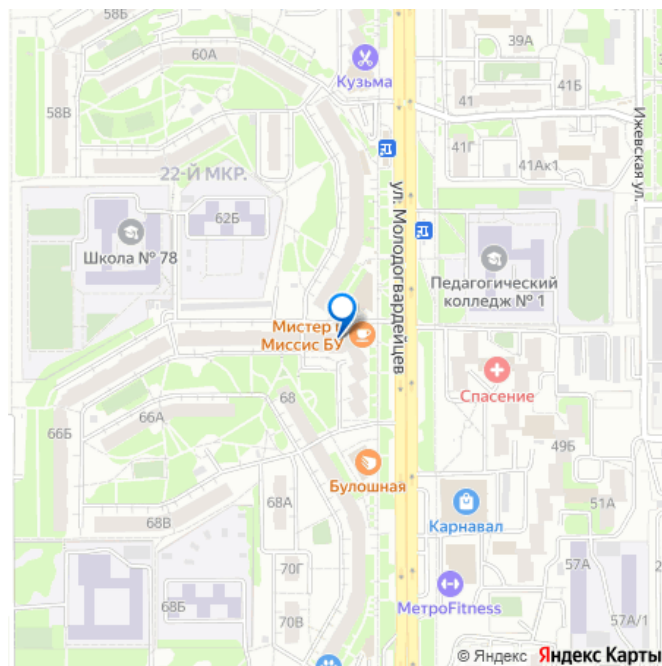 58Б
60А
39А
Кузьма
41Б
41
58В
Ижевская ул.
41Г
41Ак1
22-Й МКР.
ул. Молодогвардейцев
62Б
Школа № 78
Педагогический
колледж № 1
Мистер и
Миссис БУ
Спасение
68
66А
66Б
49Б
Булошная
68А
51А
Карнавал
68В
70Г
57А
68Б
MetroFitness
70В
57А/1
© Яндекс Яндекс Карты